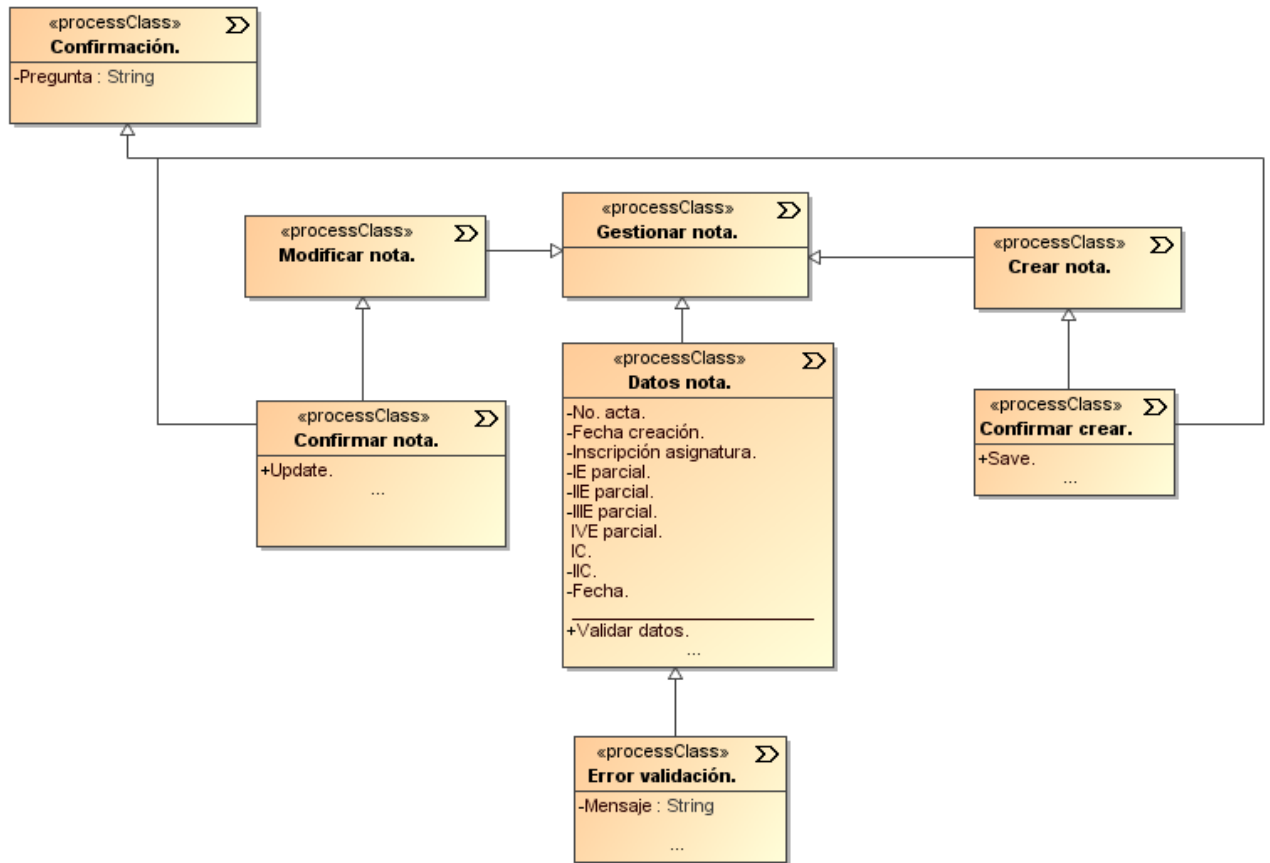 «processClass»
Confirmación.
-Pregunta : String
«processClass»
Modificar nota.
«processClass»
Gestionar nota.
«processClass»
Crear nota.
«processClass»
Confirmar nota.
+Update.
...
«processClass»
Datos nota.
-No. acta.
-Fecha creación.
-Inscripción asignatura.
-IE parcial.
-IIE parcial.
-IIIE parcial.
IVE parcial.
IC.
-IIC.
-Fecha.
+Validar datos.
...
«processClass»
Confirmar crear.
+Save.
...
«processClass»
Error validación.
-Mensaje : String
...